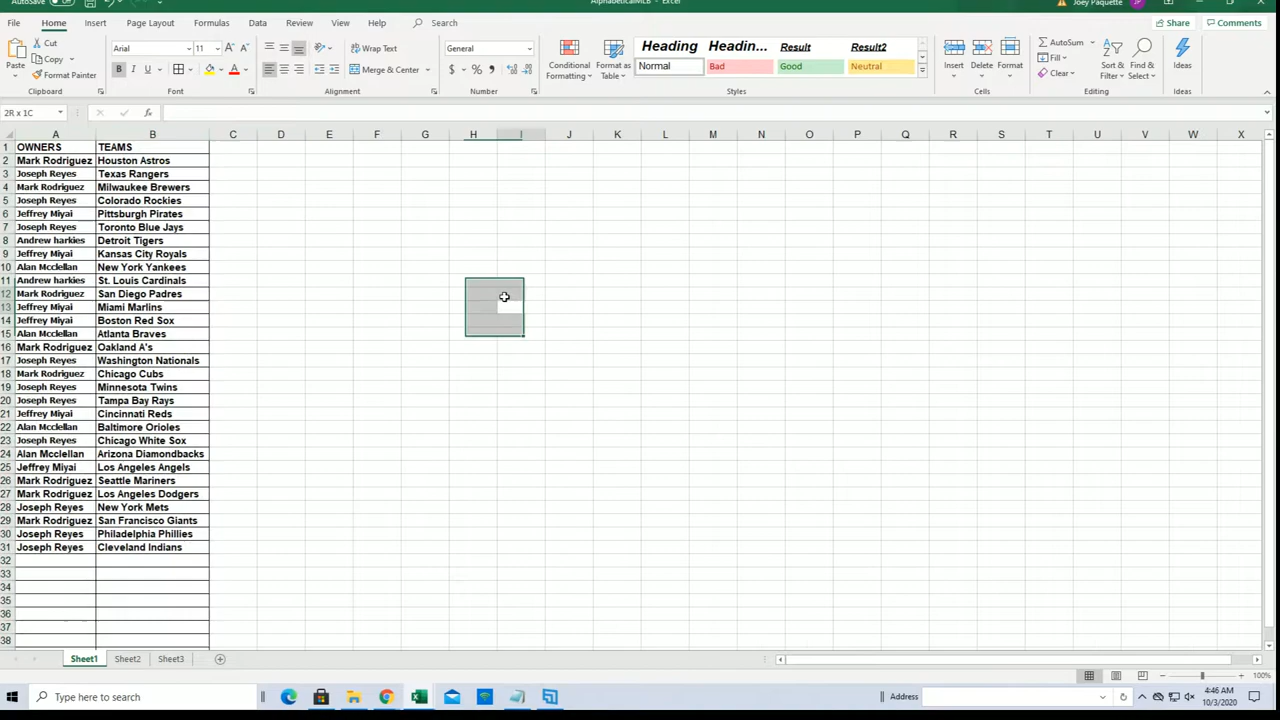 AutoSave Off
AlphabeticalMLB - Excel
Joey Paquette JP
File Home Insert Page Layout Formulas Data Review View Help Search
Share Comments
Paste
Cut
Copy
Format Painter
Clipboard
Arial 11
B I U
Font
Wrap Text
Merge & Center
Alignment
General
$ % ,
Number
Conditional Formatting
Format as Table
Heading Headin... Result Result2
Normal Bad Good Neutral
Styles
Insert Delete Format
Cells
AutoSum
Fill
Clear
Sort & Filter
Find & Select
Editing
Ideas
Ideas
2R x 1C
A B C D E F G H I J K L M N O P Q R S T U V W X
1 OWNERS TEAMS
2 Mark Rodriguez Houston Astros
3 Joseph Reyes Texas Rangers
4 Mark Rodriguez Milwaukee Brewers
5 Joseph Reyes Colorado Rockies
6 Jeffrey Miyai Pittsburgh Pirates
7 Joseph Reyes Toronto Blue Jays
8 Andrew harkies Detroit Tigers
9 Jeffrey Miyai Kansas City Royals
10 Alan Mcclellan New York Yankees
11 Andrew harkies St. Louis Cardinals
12 Mark Rodriguez San Diego Padres
13 Jeffrey Miyai Miami Marlins
14 Jeffrey Miyai Boston Red Sox
15 Alan Mcclellan Atlanta Braves
16 Mark Rodriguez Oakland A's
17 Joseph Reyes Washington Nationals
18 Mark Rodriguez Chicago Cubs
19 Joseph Reyes Minnesota Twins
20 Joseph Reyes Tampa Bay Rays
21 Jeffrey Miyai Cincinnati Reds
22 Alan Mcclellan Baltimore Orioles
23 Joseph Reyes Chicago White Sox
24 Alan Mcclellan Arizona Diamondbacks
25 Jeffrey Miyai Los Angeles Angels
26 Mark Rodriguez Seattle Mariners
27 Mark Rodriguez Los Angeles Dodgers
28 Joseph Reyes New York Mets
29 Mark Rodriguez San Francisco Giants
30 Joseph Reyes Philadelphia Phillies
31 Joseph Reyes Cleveland Indians
32
33
34
35
36
37
38
Sheet1 Sheet2 Sheet3
100%
Type here to search
Address
4:46 AM
10/3/2020